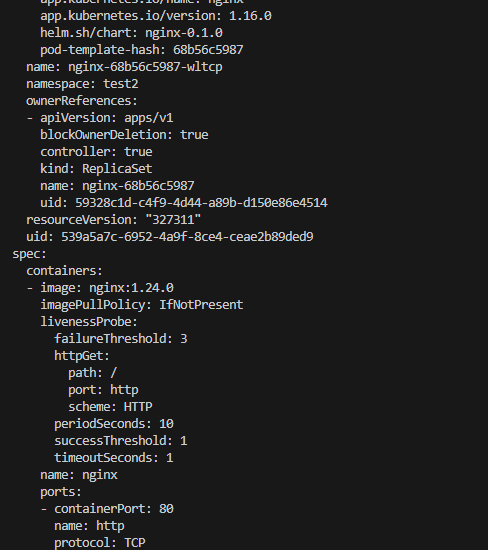 app.kubernetes.io/name: nginx
app.kubernetes.io/version: 1.16.0
helm.sh/chart: nginx-0.1.0
pod-template-hash: 68b56c5987
name: nginx-68b56c5987-wltcp
namespace: test2
ownerReferences:
- apiVersion: apps/v1
blockOwnerDeletion: true
controller: true
kind: ReplicaSet
name: nginx-68b56c5987
uid: 59328c1d-c4f9-4d44-a89b-d150e86e4514
resourceVersion: "327311"
uid: 539a5a7c-6952-4a9f-8ce4-ceae2b89ded9
spec:
containers:
- image: nginx:1.24.0
imagePullPolicy: IfNotPresent
livenessProbe:
failureThreshold: 3
httpGet:
path: /
port: http
scheme: HTTP
periodSeconds: 10
successThreshold: 1
timeoutSeconds: 1
name: nginx
ports:
- containerPort: 80
name: http
protocol: TCP